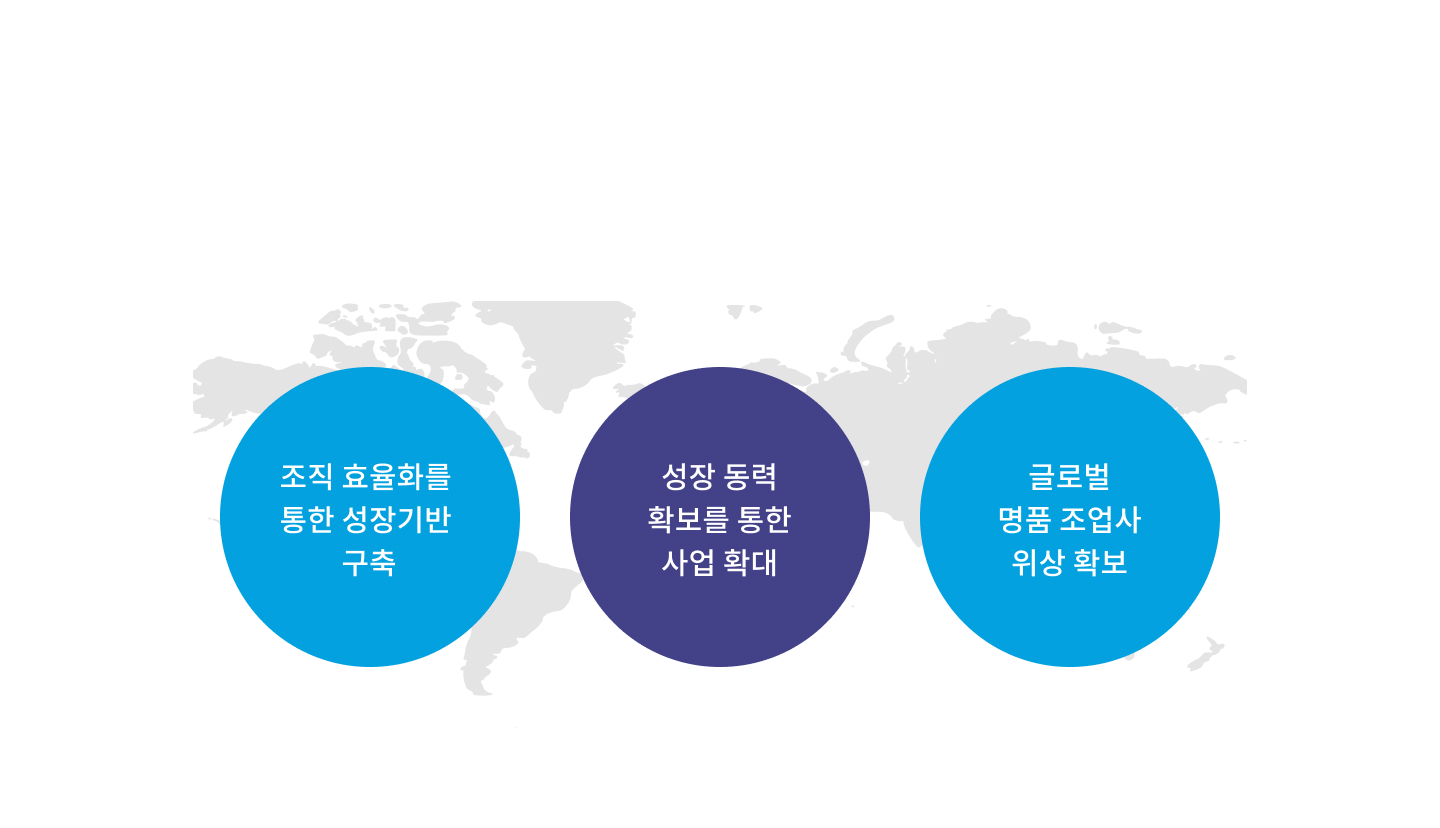 조직 효율화를
통한 성장기반
구축
성장 동력
확보를 통한
사업 확대
글로벌
명품 조업사
위상 확보